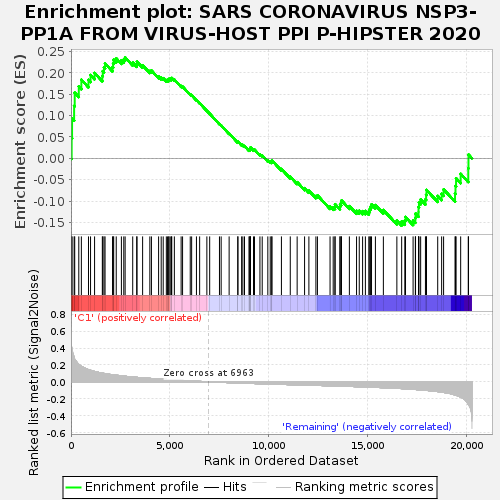 Enrichment plot: SARS CORONAVIRUS NSP3-
PP1A FROM VIRUS-HOST PPI P-HIPSTER 2020
Enrichment score (ES)
0.25
0.20
0.15
0.10
0.05
0.00
-0.05
-0.10
-0.15
'C1' (positively correlated)
Ranked list metric (Signal2Noise)
0.8
0.6
0.4
0.2
0.0
-0.2
-0.4
-0.6
Zero cross at 6963
'Remaining' (negatively correlated)
0
5,000
10,000
15,000
20,000
Rank in Ordered Dataset
Enrichment profile
Hits
Ranking metric scores